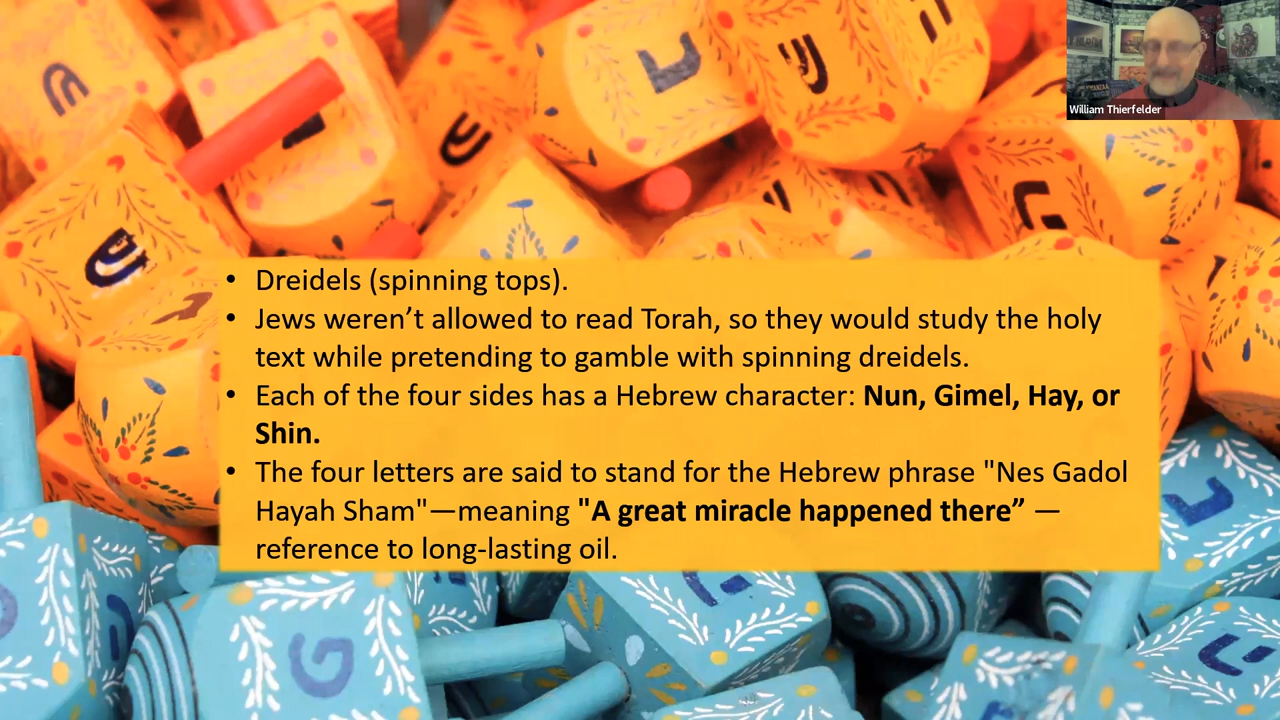 William Thierfelder
• Dreidels (spinning tops).
• Jews weren’t allowed to read Torah, so they would study the holy
text while pretending to gamble with spinning dreidels.
• Each of the four sides has a Hebrew character: Nun, Gimel, Hay, or
Shin.
• The four letters are said to stand for the Hebrew phrase "Nes Gadol
Hayah Sham"—meaning "A great miracle happened there” —
reference to long-lasting oil.
ש
ש
ש
נ